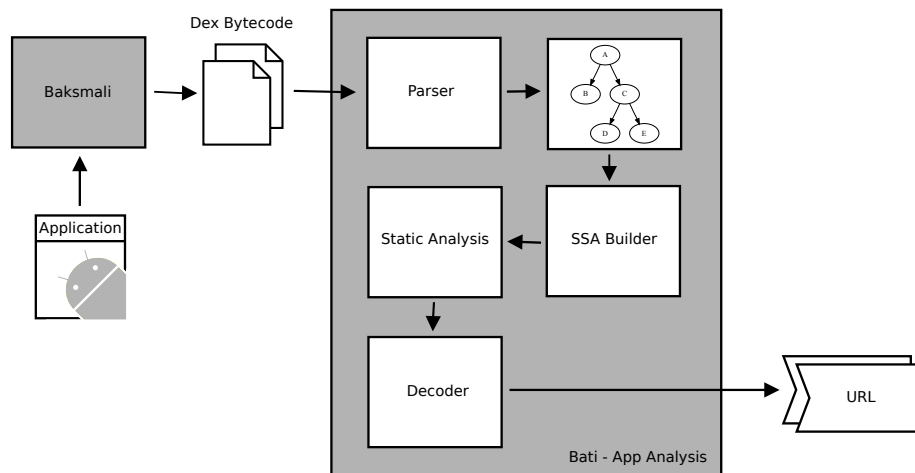 Dex Bytecode
Baksmali
Parser
A
B
C
D
E
Application
Static Analysis
SSA Builder
Decoder
URL
Bati - App Analysis